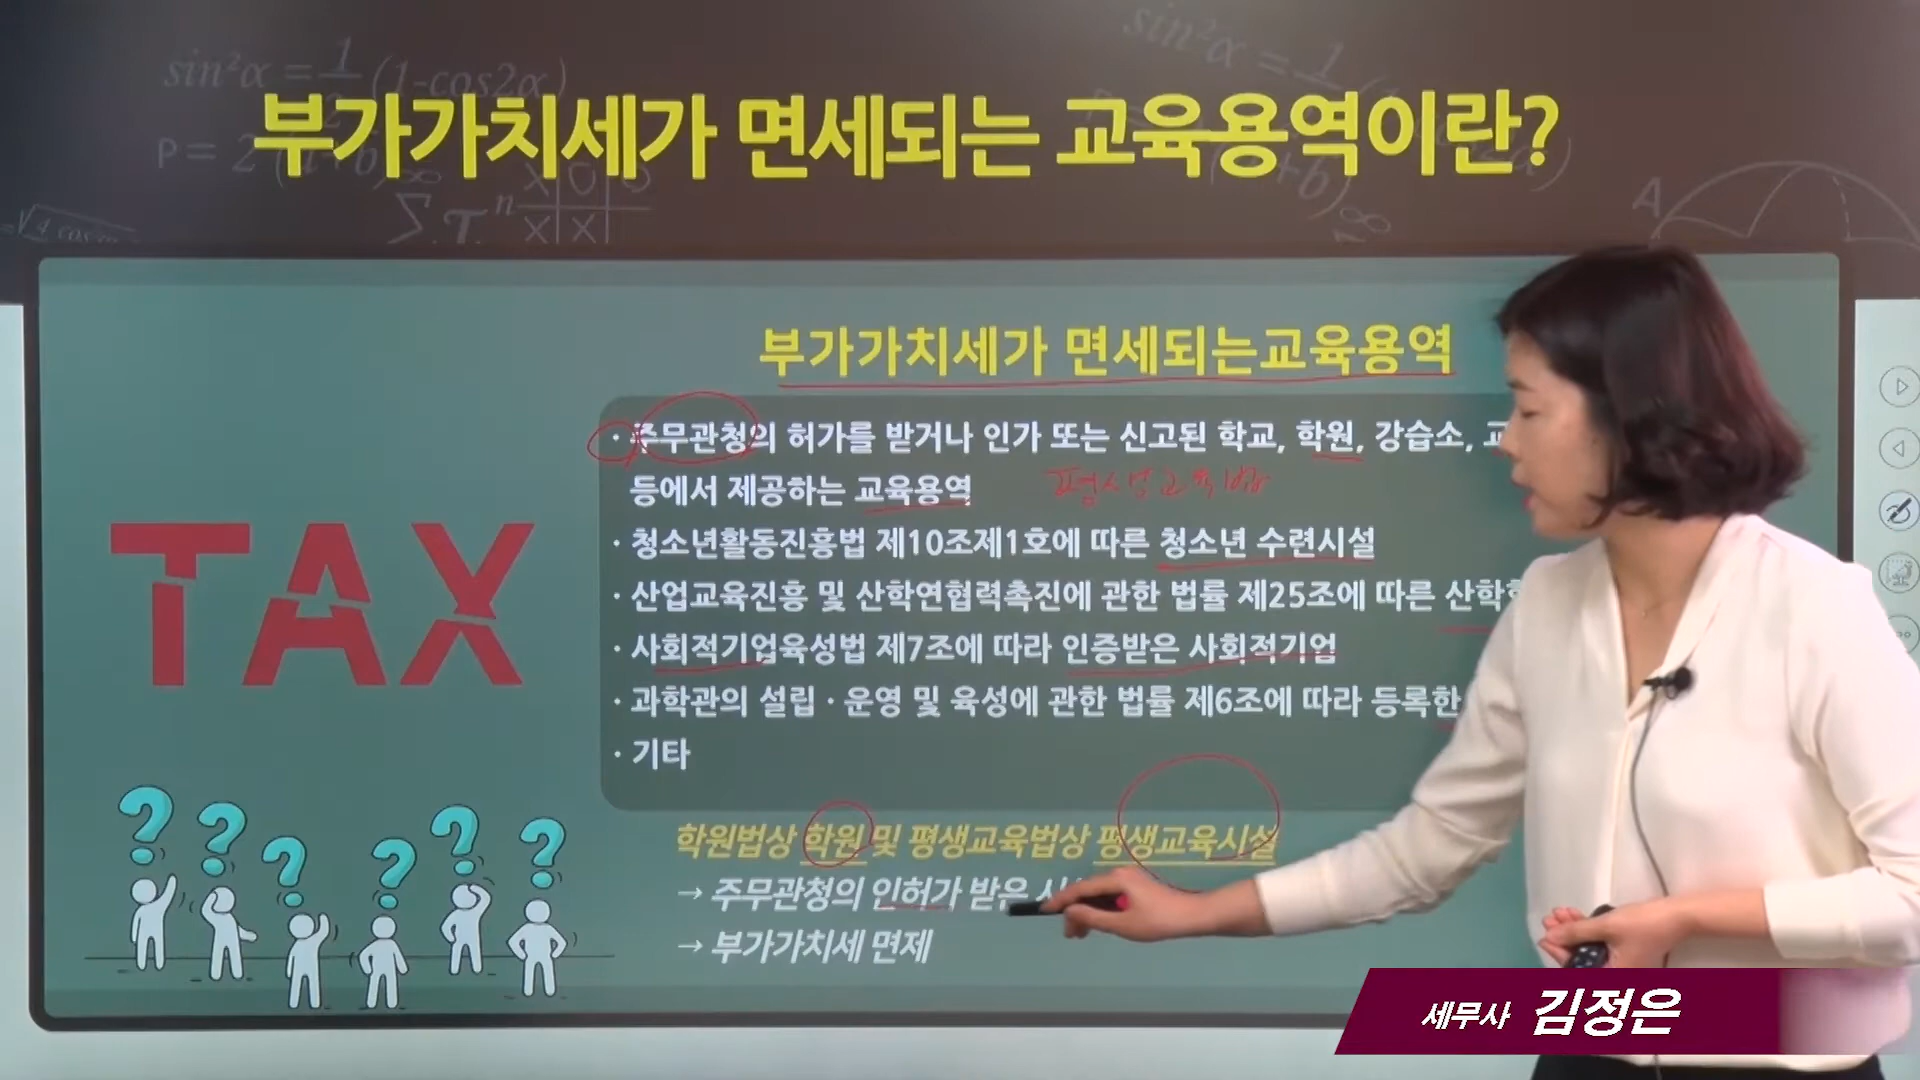 sin²α = 1 (1-cos2α)
sin²α = 1
부가가치세가 면세되는 교육용역이란?
P = 2
A
부가가치세가 면세되는교육용역
· 주무관청의 허가를 받거나 인가 또는 신고된 학교, 학원, 강습소,
등에서 제공하는 교육용역 평생교육법
· 청소년활동진흥법 제10조제1호에 따른 청소년 수련시설
· 산업교육진흥 및 산학연협력촉진에 관한 법률 제25조에 따른 산학
· 사회적기업육성법 제7조에 따라 인증받은 사회적기업
· 과학관의 설립 · 운영 및 육성에 관한 법률 제6조에 따라 등록한
· 기타
TAX
학원법상 학원 및 평생교육법상 평생교육시설
→ 주무관청의 인허가 받은
→ 부가가치세 면제
세무사 김정은